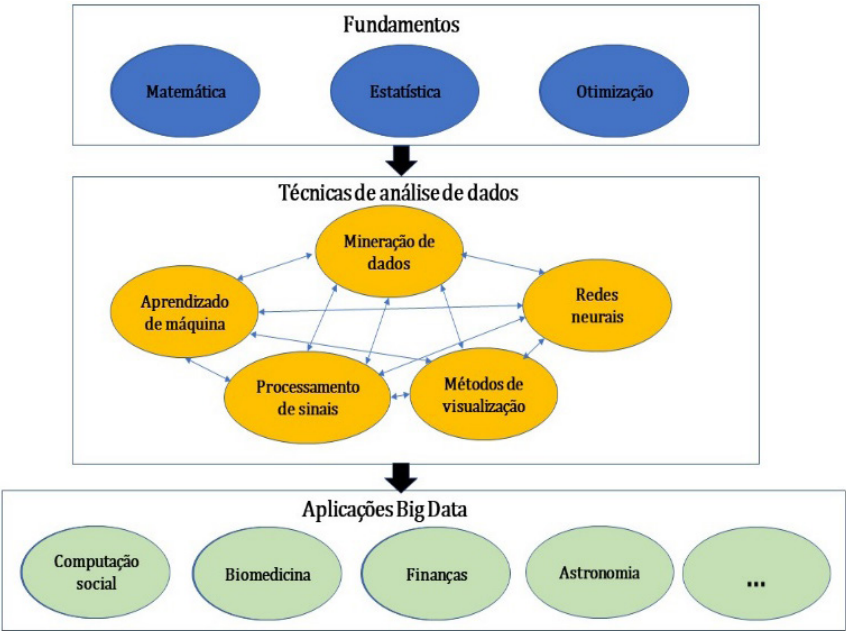 Fundamentos
Matemática
Estatística
Otimização
Técnicas de análise de dados
Mineração de
dados
Aprendizado
de máquina
Redes
neurais
Processamento
de sinais
Métodos de
visualização
Aplicações Big Data
Computação
social
Biomedicina
Finanças
Astronomia
...